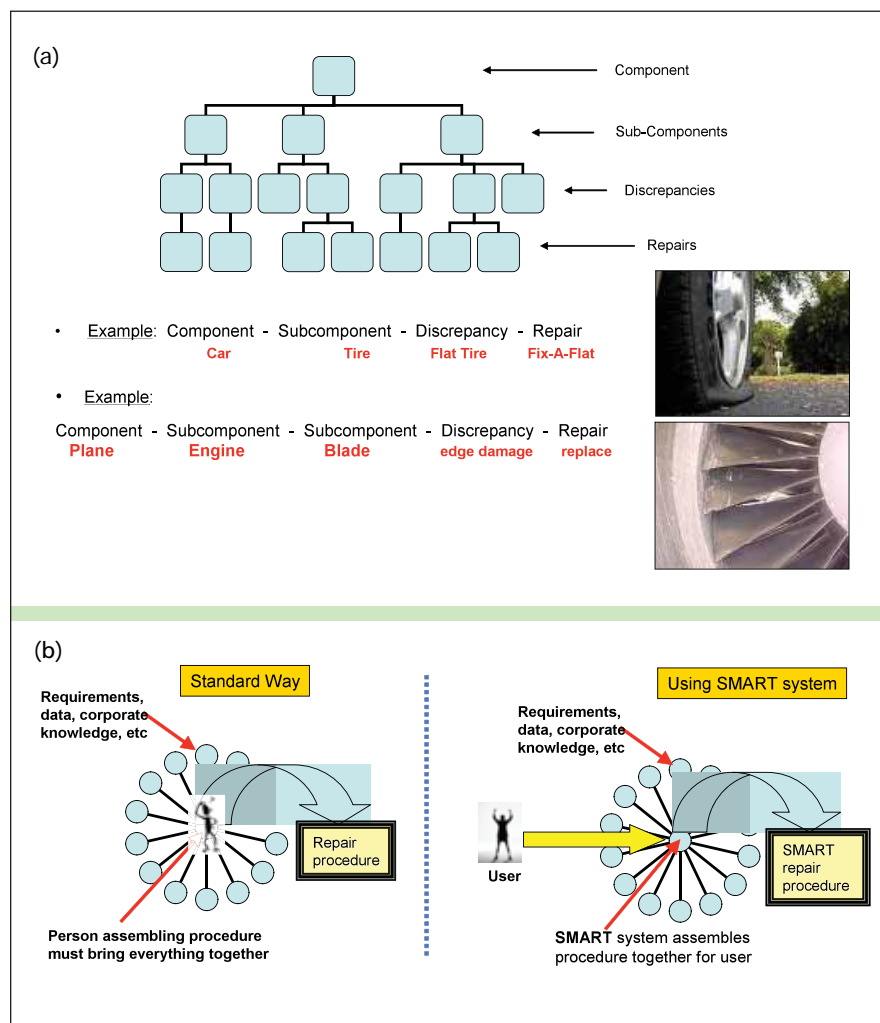 (a)
Component
Sub-Components
Discrepancies
Repairs
• Example: Component - Subcomponent - Discrepancy - Repair
Car Tire Flat Tire Fix-A-Flat
• Example:
Component - Subcomponent - Subcomponent - Discrepancy - Repair
Plane Engine Blade edge damage replace
(b)
Standard Way
Requirements,
data, corporate
knowledge, etc
Repair
procedure
Person assembling procedure
must bring everything together
Using SMART system
Requirements,
data, corporate
knowledge, etc
User
SMART
repair
procedure
SMART system assembles
procedure together for user